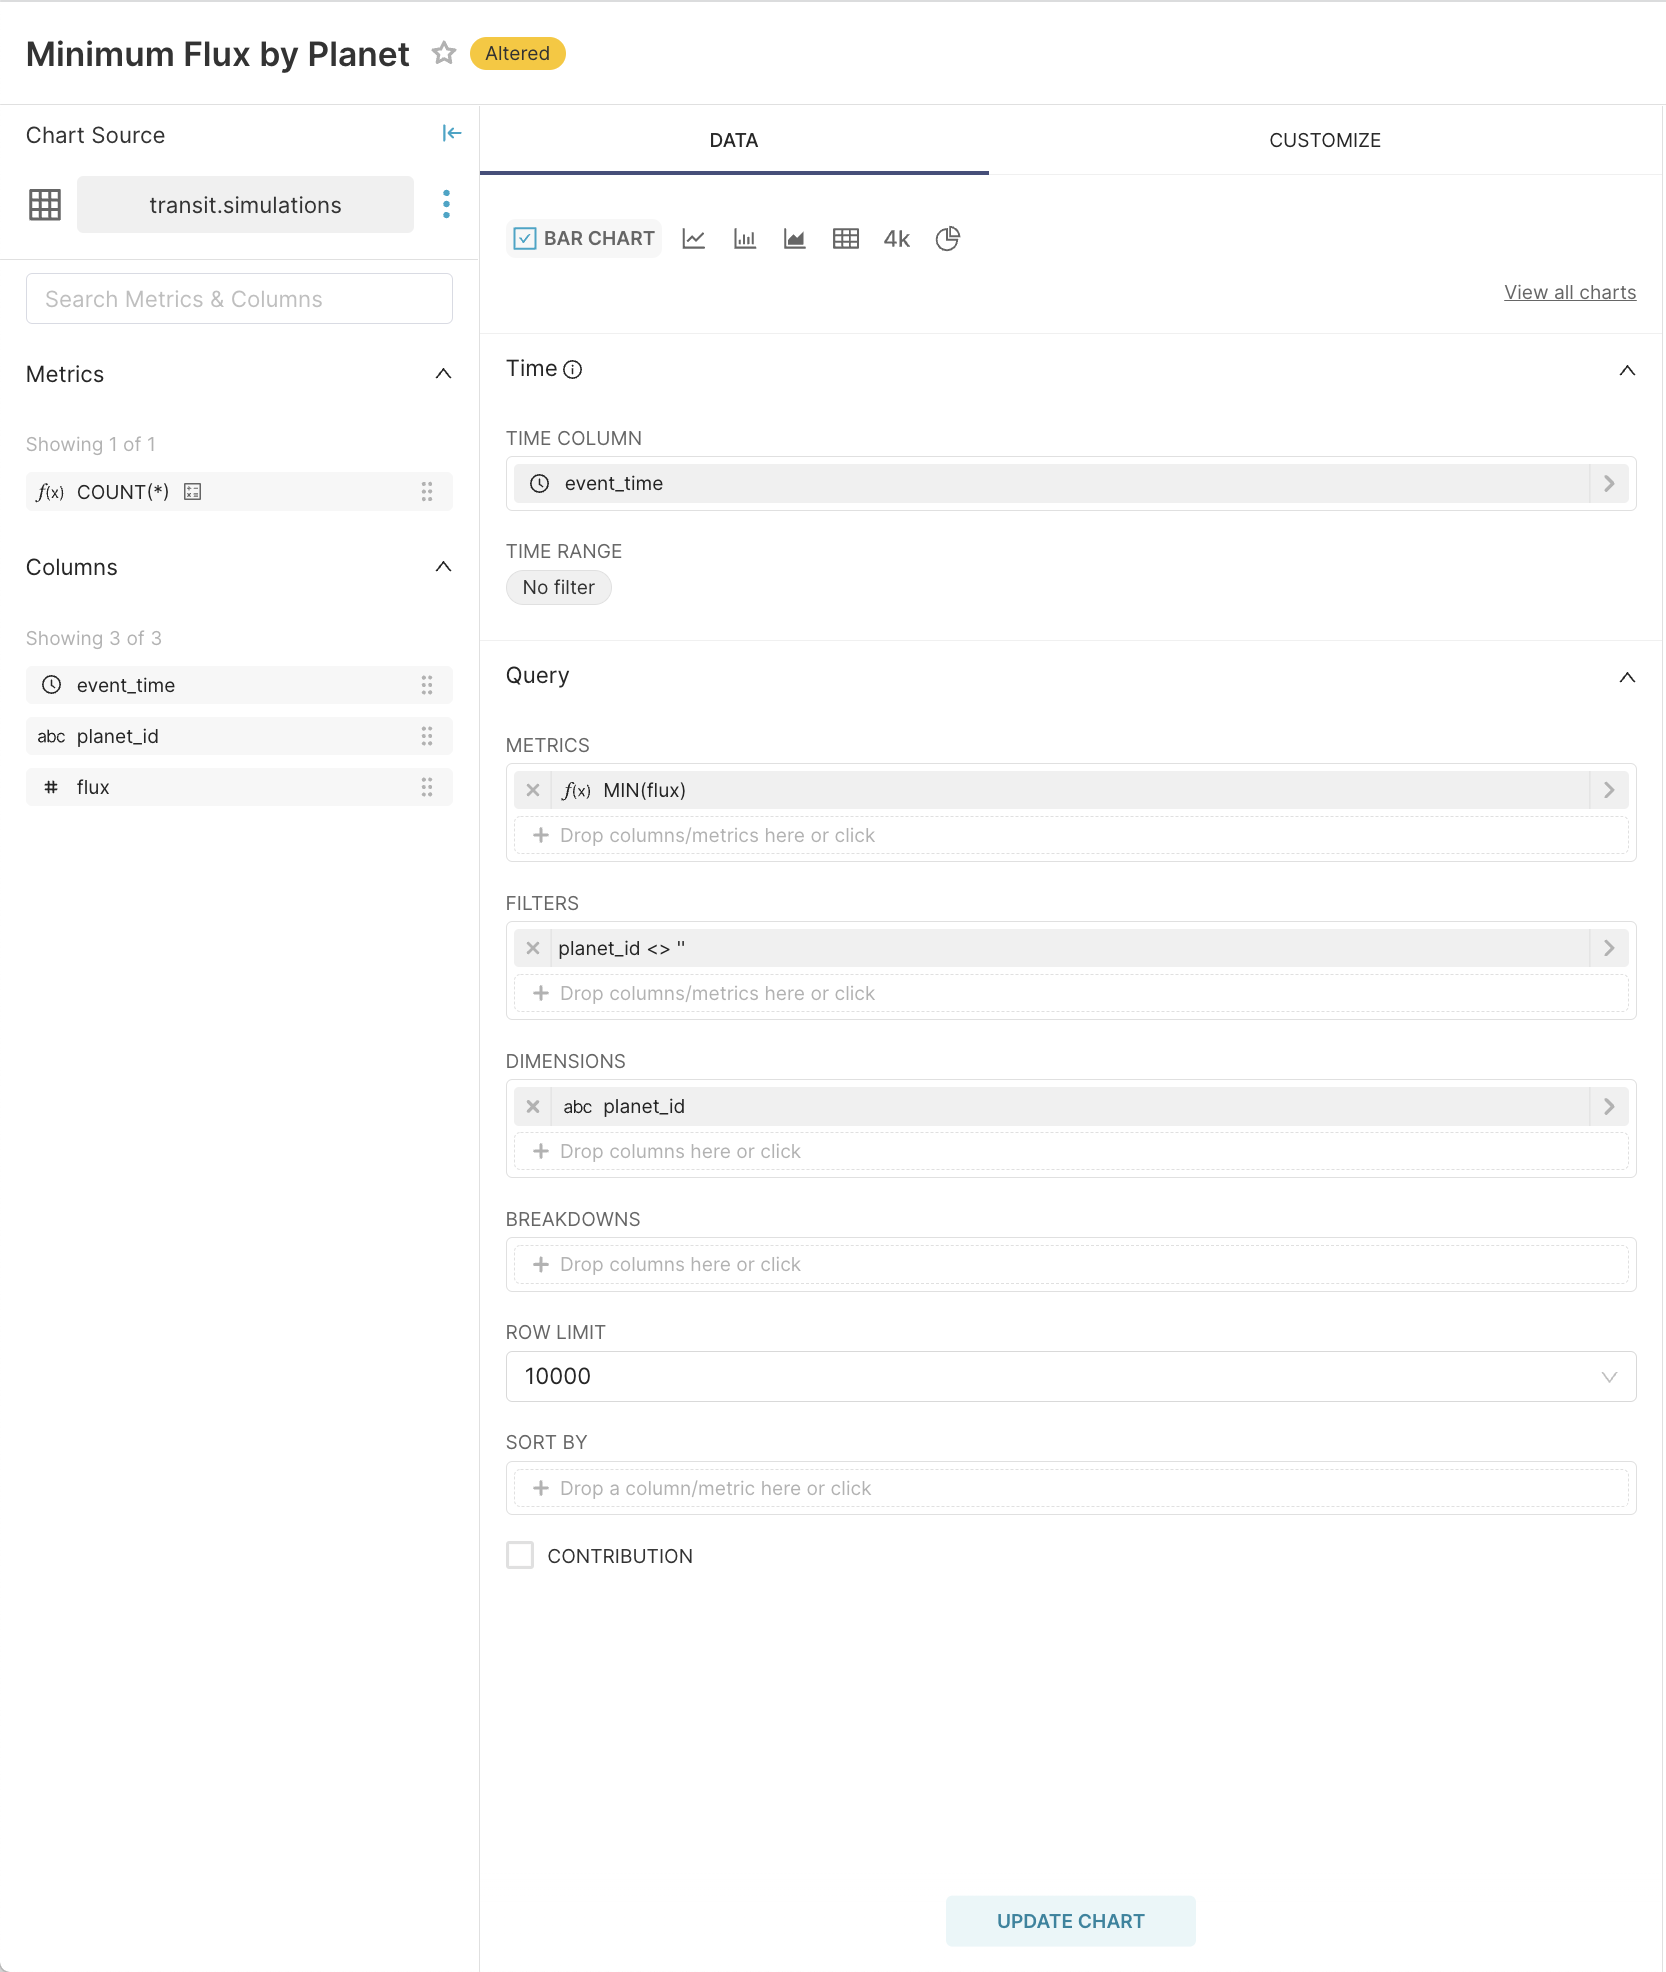 Minimum Flux by Planet
Altered
Chart Source
transit.simulations
Search Metrics & Columns
Metrics
Showing 1 of 1
f(x) COUNT(*)
Columns
Showing 3 of 3
event_time
abc planet_id
# flux
DATA
CUSTOMIZE
BAR CHART
4k
View all charts
Time
TIME COLUMN
event_time
TIME RANGE
No filter
Query
METRICS
f(x) MIN(flux)
+ Drop columns/metrics here or click
FILTERS
planet_id <> ''
+ Drop columns/metrics here or click
DIMENSIONS
abc planet_id
+ Drop columns here or click
BREAKDOWNS
+ Drop columns here or click
ROW LIMIT
10000
SORT BY
+ Drop a column/metric here or click
CONTRIBUTION
UPDATE CHART